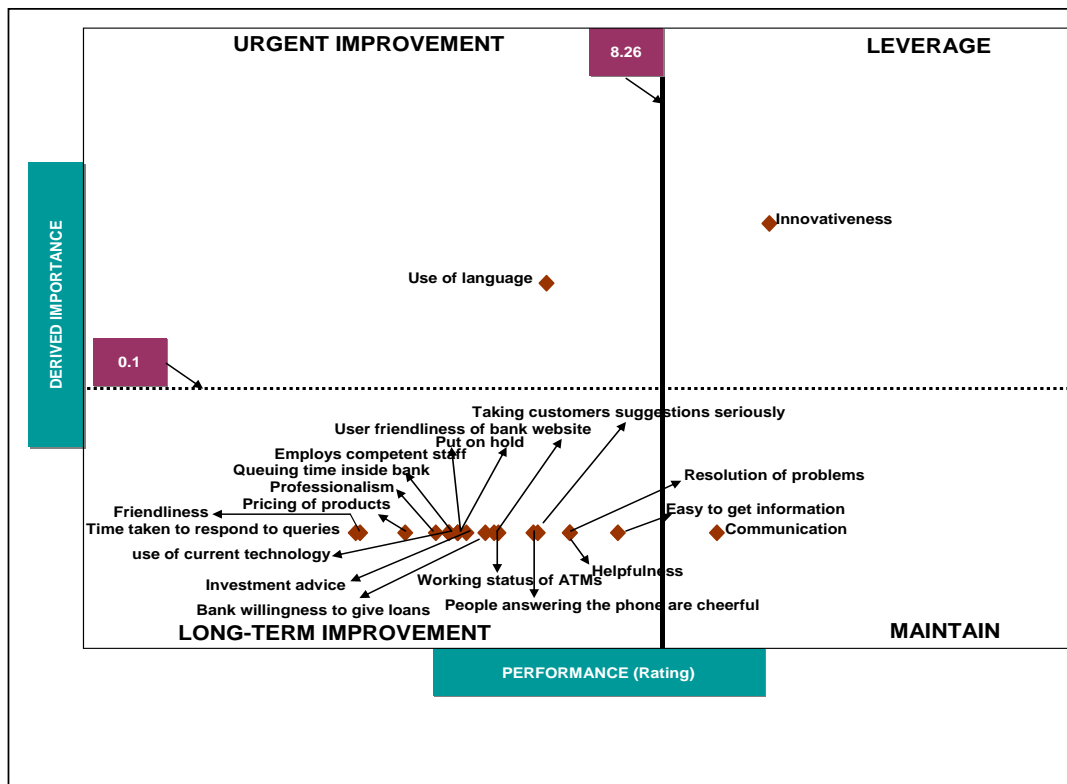 URGENT IMPROVEMENT
8.26
LEVERAGE
DERIVED IMPORTANCE
Innovativeness
Use of language
0.1
Taking customers suggestions seriously
User friendliness of bank website
Put on hold
Employs competent staff
Queuing time inside bank
Resolution of problems
Professionalism
Pricing of products
Friendliness
Easy to get information
Time taken to respond to queries
Communication
use of current technology
Helpfulness
Investment advice
Working status of ATMs
Bank willingness to give loans
People answering the phone are cheerful
LONG-TERM IMPROVEMENT
MAINTAIN
PERFORMANCE (Rating)